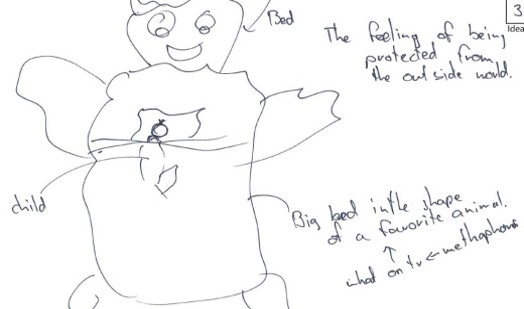 3
Idea
Bed
The feeling of being
protected from
the outside world.
child
Big bed in the shape
of a favorite animal.
what on tv ← methaphors